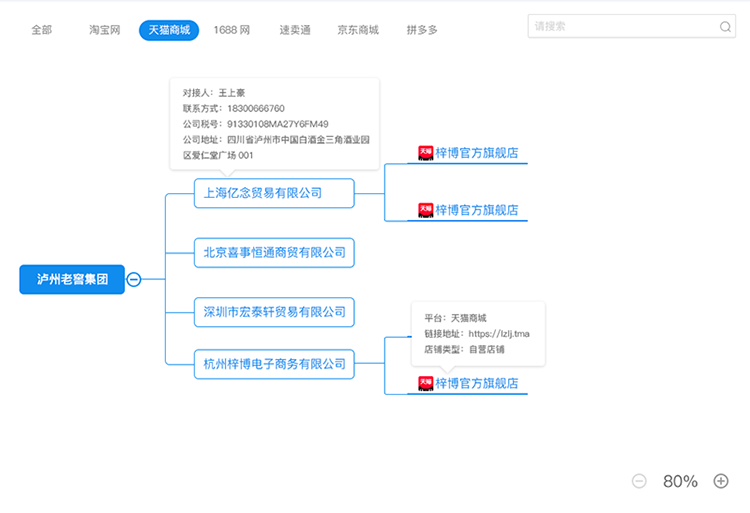 全部
淘宝网
天猫商城
1688 网
速卖通
京东商城
拼多多
请搜索
对接人：王上豪
联系方式：18300666760
公司税号：91330108MA27Y6FM49
公司地址：四川省泸州市中国白酒金三角酒业园
区爱仁堂广场 001
上海亿念贸易有限公司
天猫 梓博官方旗舰店
天猫 梓博官方旗舰店
北京喜事恒通商贸有限公司
泸州老窖集团
深圳市宏泰轩贸易有限公司
杭州梓博电子商务有限公司
平台：天猫商城
链接地址：https://lzlj.tma
店铺类型：自营店铺
天猫 梓博官方旗舰店
80%